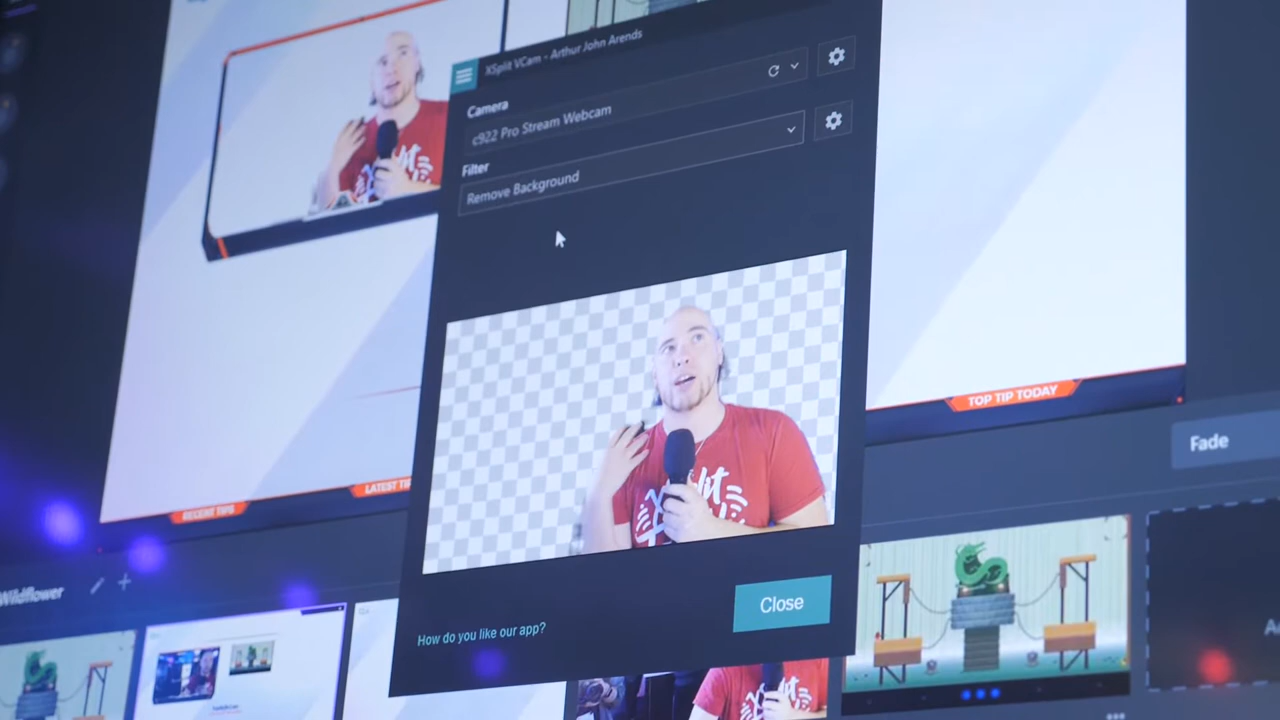 XSplit VCam - Arthur John Arends
Camera
c922 Pro Stream Webcam
Filter
Remove Background
TOP TIP TODAY
Fade
RECENT TIPS
LATEST TIP
Wildflower
Close
How do you like our app?